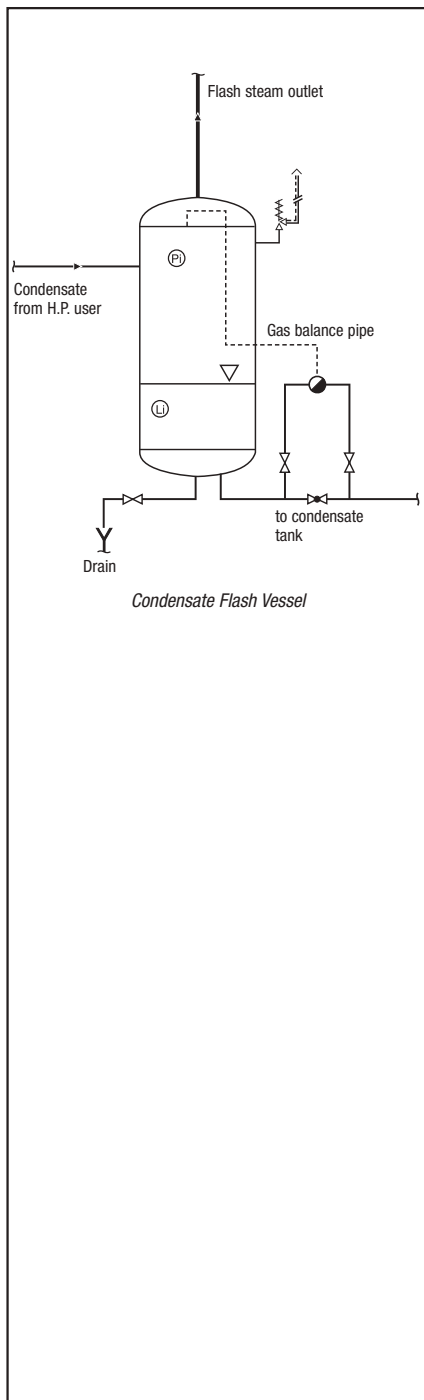 Flash steam outlet
Pi
Condensate
from H.P. user
Gas balance pipe
Li
to condensate
tank
Drain
Condensate Flash Vessel